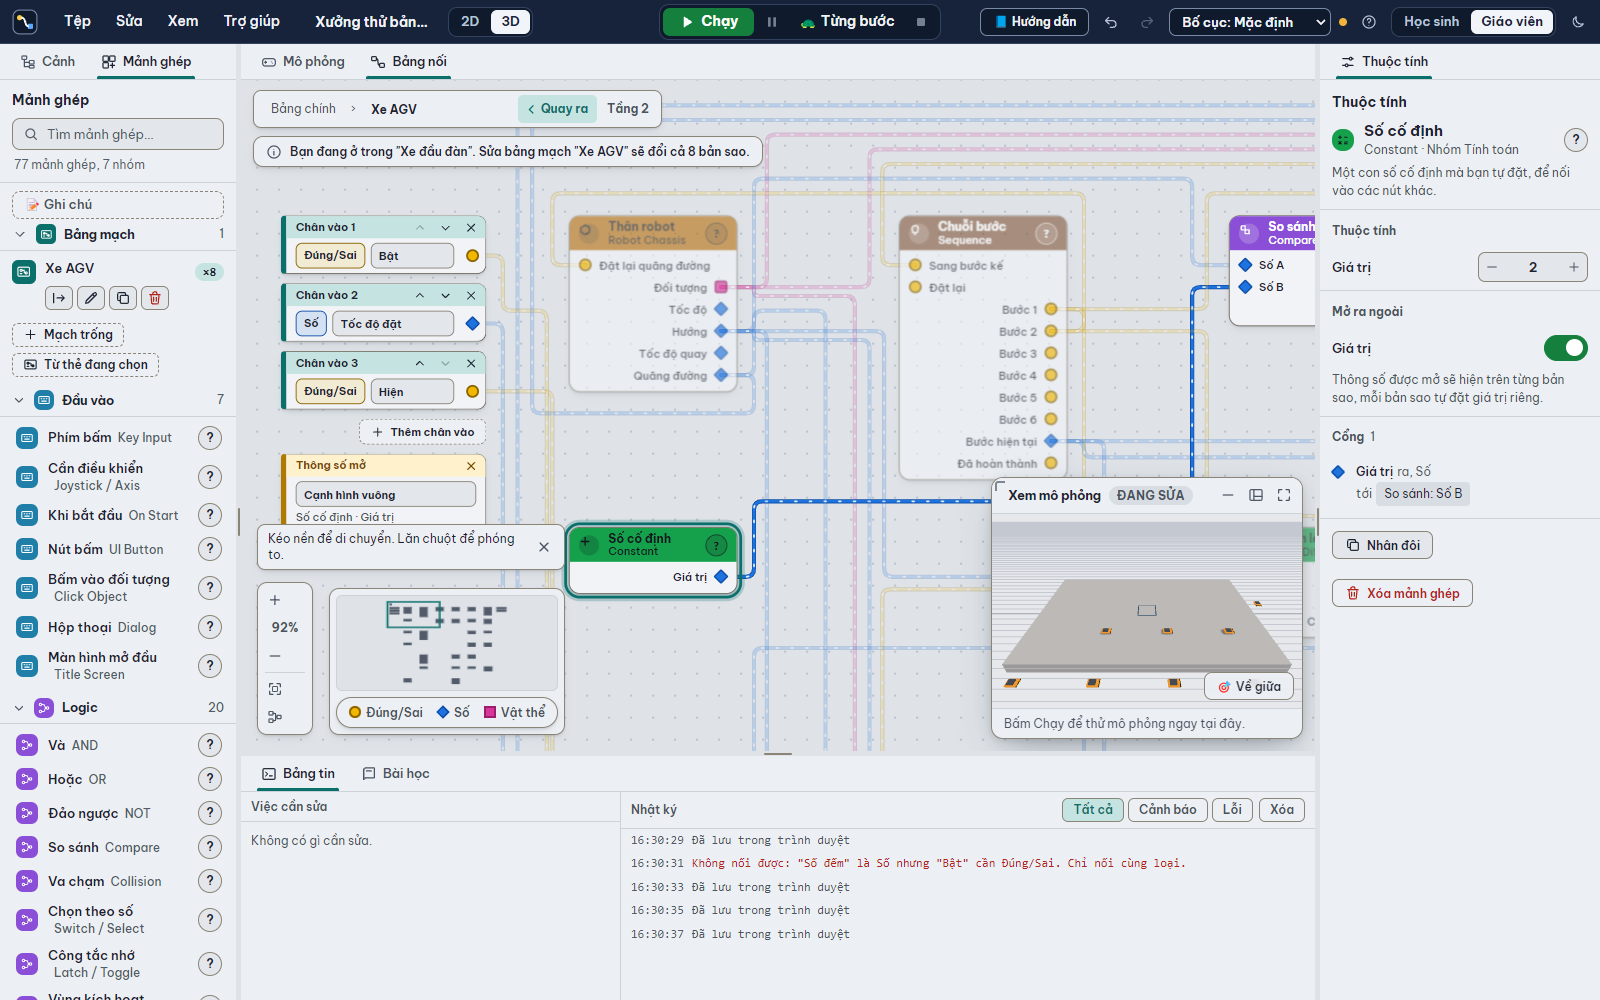 Tệp Sửa Xem Trợ giúp Xưởng thử bản... 2D 3D Chạy Từng bước Hướng dẫn Bố cục: Mặc định Học sinh Giáo viên
Cảnh Mảnh ghép
Mảnh ghép
Tìm mảnh ghép...
77 mảnh ghép, 7 nhóm
Ghi chú
Bảng mạch 1
Xe AGV ×8
+ Mạch trống
Từ thẻ đang chọn
Đầu vào 7
Phím bấm Key Input ?
Cần điều khiển ?
Joystick / Axis
Khi bắt đầu On Start ?
Nút bấm UI Button ?
Bấm vào đối tượng ?
Click Object
Hộp thoại Dialog ?
Màn hình mở đầu ?
Title Screen
Logic 20
Và AND ?
Hoặc OR ?
Đảo ngược NOT ?
So sánh Compare ?
Va chạm Collision ?
Chọn theo số ?
Switch / Select
Công tắc nhớ ?
Latch / Toggle
Vùng kích hoạt
Mô phỏng Bảng nối
Bảng chính › Xe AGV Quay ra Tầng 2
Bạn đang ở trong "Xe đầu đàn". Sửa bảng mạch "Xe AGV" sẽ đổi cả 8 bản sao.
Chân vào 1
Đúng/Sai Bật
Chân vào 2
Số Tốc độ đặt
Chân vào 3
Đúng/Sai Hiện
+ Thêm chân vào
Thông số mở
Cạnh hình vuông
Số cố định · Giá trị
Kéo nền để di chuyển. Lăn chuột để phóng
to.
92%
Đúng/Sai Số Vật thể
Thân robot ?
Robot Chassis
Đặt lại quãng đường
Đối tượng
Tốc độ
Hướng
Tốc độ quay
Quãng đường
Số cố định ?
Constant
Giá trị
Chuỗi bước ?
Sequence
Sang bước kế
Đặt lại
Bước 1
Bước 2
Bước 3
Bước 4
Bước 5
Bước 6
Bước hiện tại
Đã hoàn thành
So sánh
Compare
Số A
Số B
Xem mô phỏng ĐANG SỬA
Về giữa
Bấm Chạy để thử mô phỏng ngay tại đây.
Bảng tin Bài học
Việc cần sửa
Không có gì cần sửa.
Nhật ký Tất cả Cảnh báo Lỗi Xóa
16:30:29 Đã lưu trong trình duyệt
16:30:31 Không nối được: "Số đếm" là Số nhưng "Bật" cần Đúng/Sai. Chỉ nối cùng loại.
16:30:33 Đã lưu trong trình duyệt
16:30:35 Đã lưu trong trình duyệt
16:30:37 Đã lưu trong trình duyệt
Thuộc tính
Thuộc tính
Số cố định ?
Constant · Nhóm Tính toán
Một con số cố định mà bạn tự đặt, để nối
vào các nút khác.
Thuộc tính
Giá trị − 2 +
Mở ra ngoài
Giá trị
Thông số được mở sẽ hiện trên từng bản
sao, mỗi bản sao tự đặt giá trị riêng.
Cổng 1
Giá trị ra, Số
tới So sánh: Số B
Nhân đôi
Xóa mảnh ghép